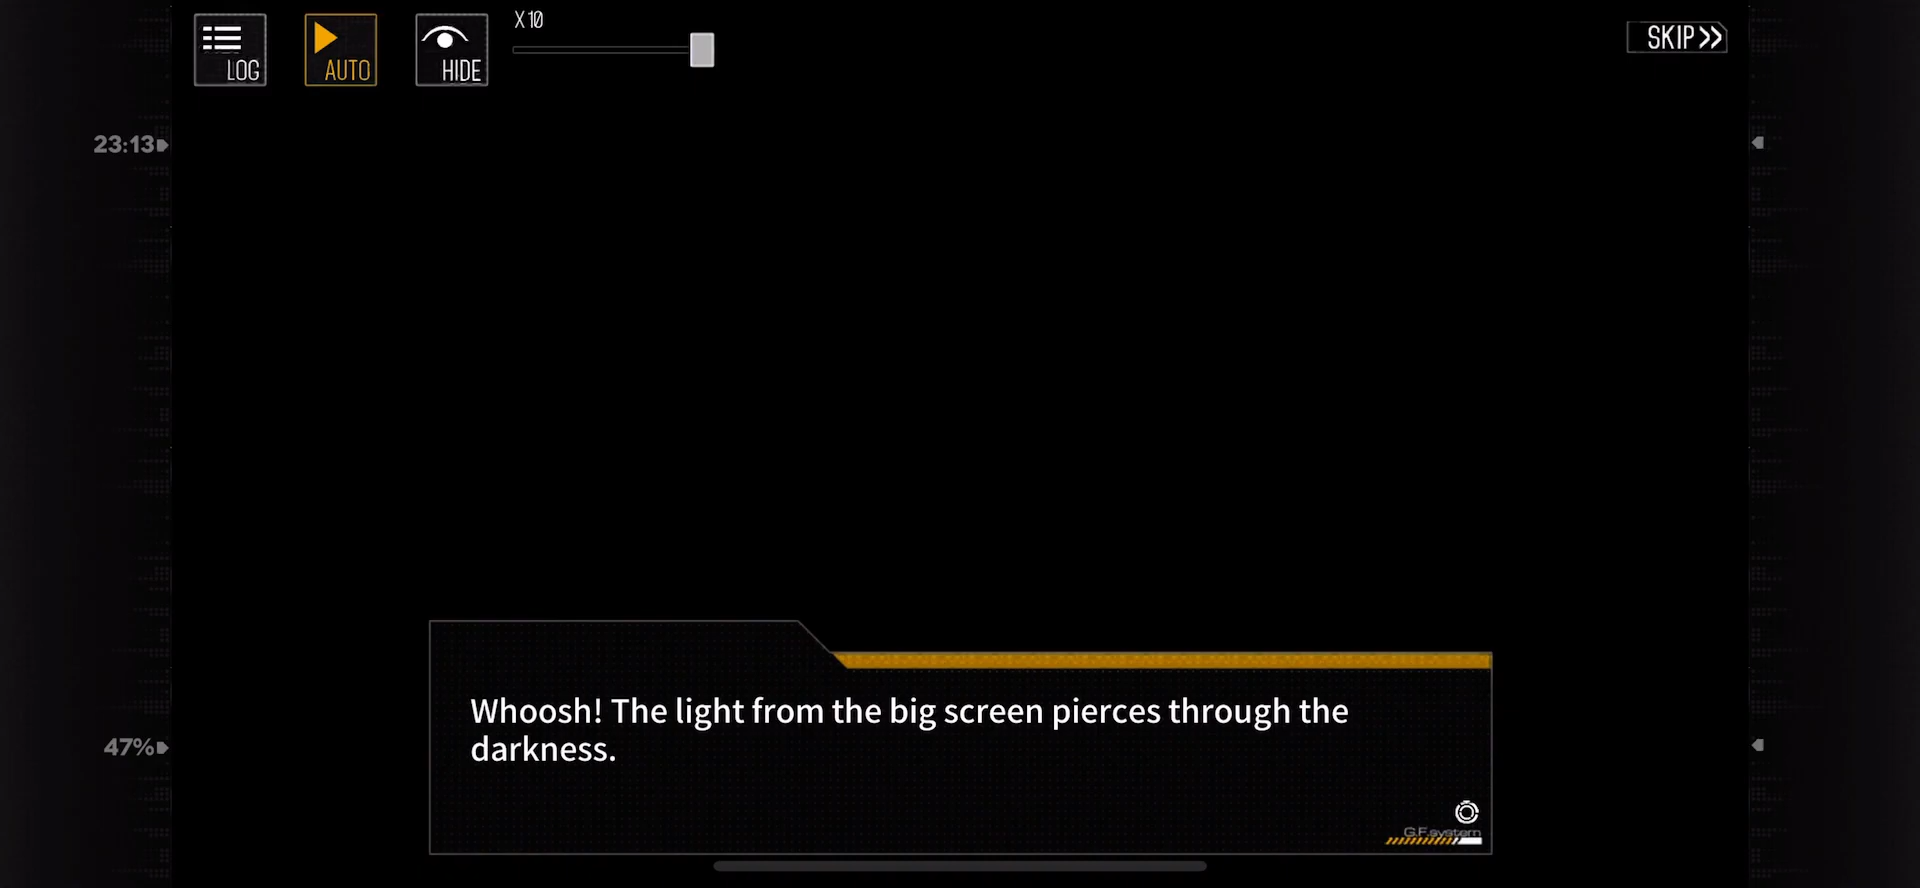 X10
LOG
AUTO
HIDE
SKIP
23:13
Whoosh! The light from the big screen pierces through the
darkness.
47%
G.F.system